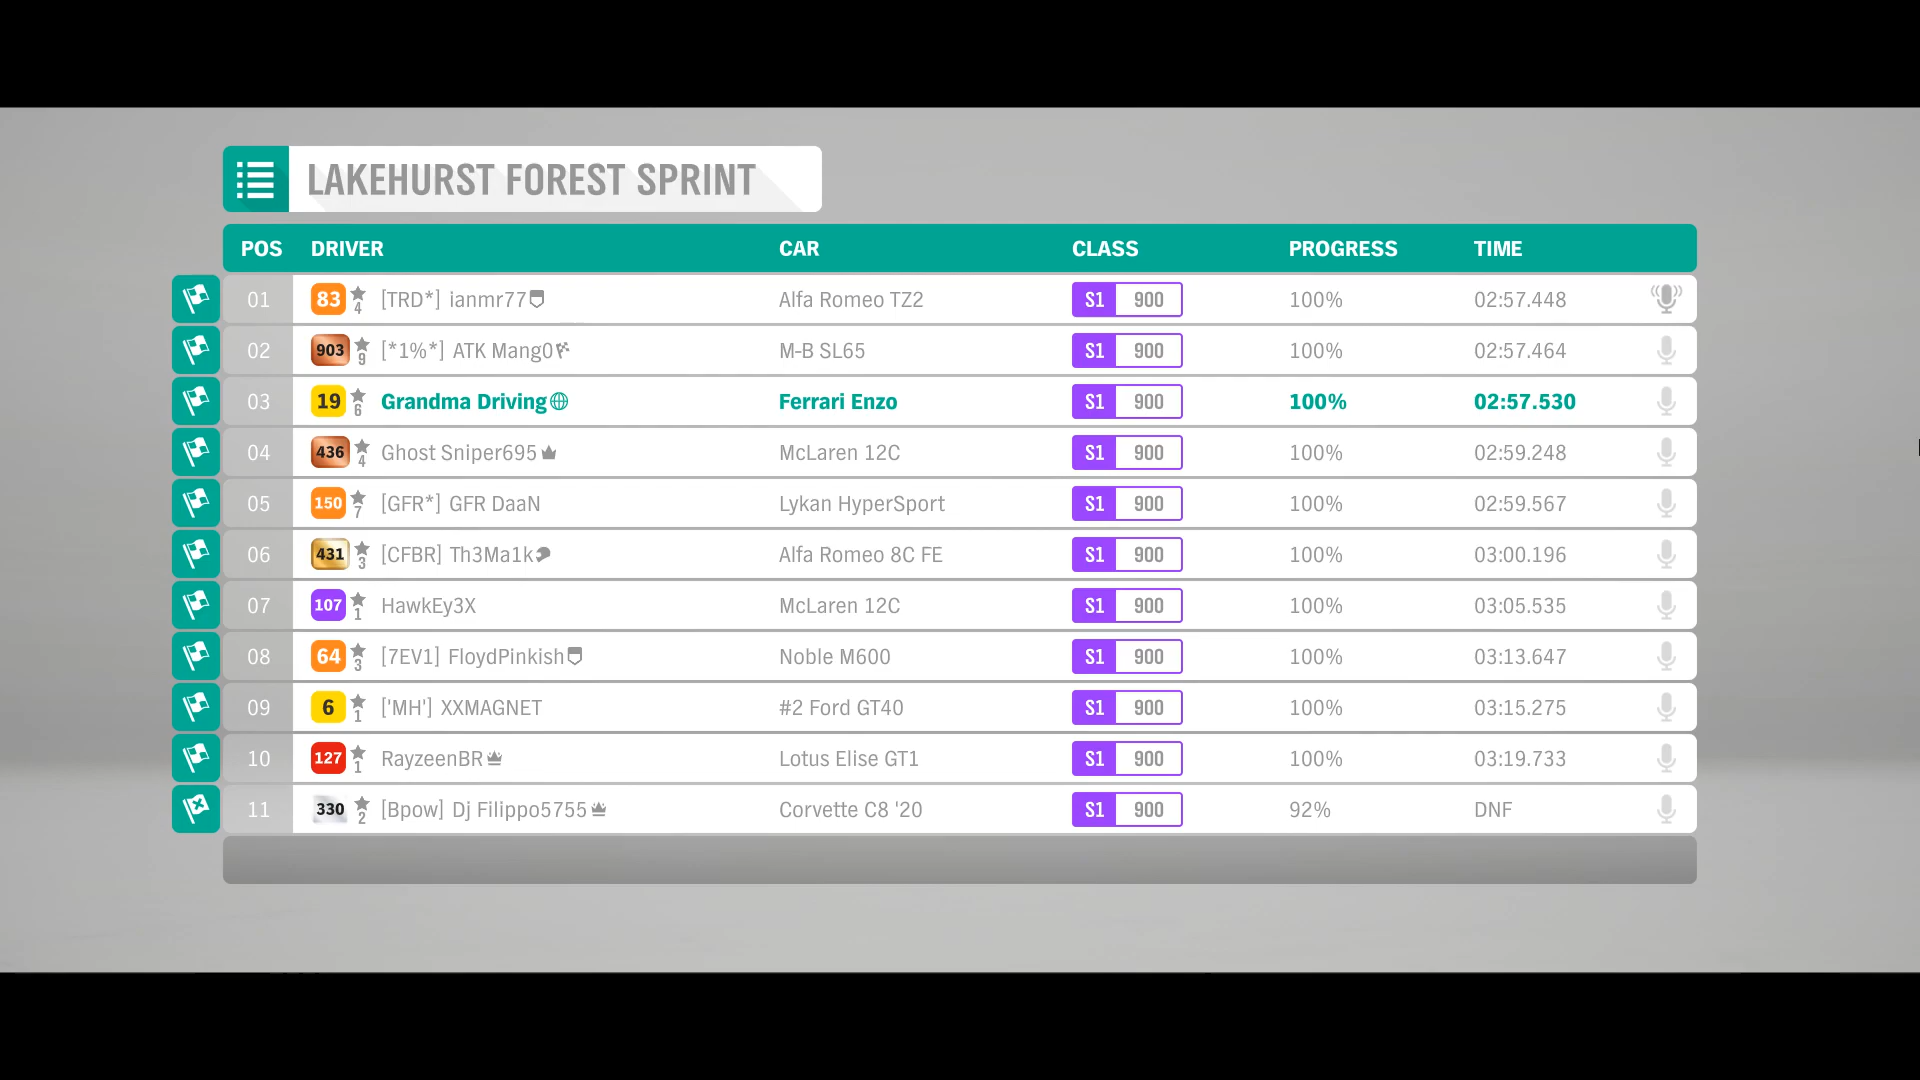 LAKEHURST FOREST SPRINT
POS DRIVER CAR CLASS PROGRESS TIME
01 83 4 [TRD*] ianmr77 Alfa Romeo TZ2 S1 900 100% 02:57.448
02 903 9 [*1%*] ATK Mang0 M-B SL65 S1 900 100% 02:57.464
03 19 6 Grandma Driving Ferrari Enzo S1 900 100% 02:57.530
04 436 4 Ghost Sniper695 McLaren 12C S1 900 100% 02:59.248
05 150 7 [GFR*] GFR DaaN Lykan HyperSport S1 900 100% 02:59.567
06 431 3 [CFBR] Th3Ma1k Alfa Romeo 8C FE S1 900 100% 03:00.196
07 107 1 HawkEy3X McLaren 12C S1 900 100% 03:05.535
08 64 3 [7EV1] FloydPinkish Noble M600 S1 900 100% 03:13.647
09 6 1 ['MH'] XXMAGNET #2 Ford GT40 S1 900 100% 03:15.275
10 127 1 RayzeenBR Lotus Elise GT1 S1 900 100% 03:19.733
11 330 2 [Bpow] Dj Filippo5755 Corvette C8 '20 S1 900 92% DNF